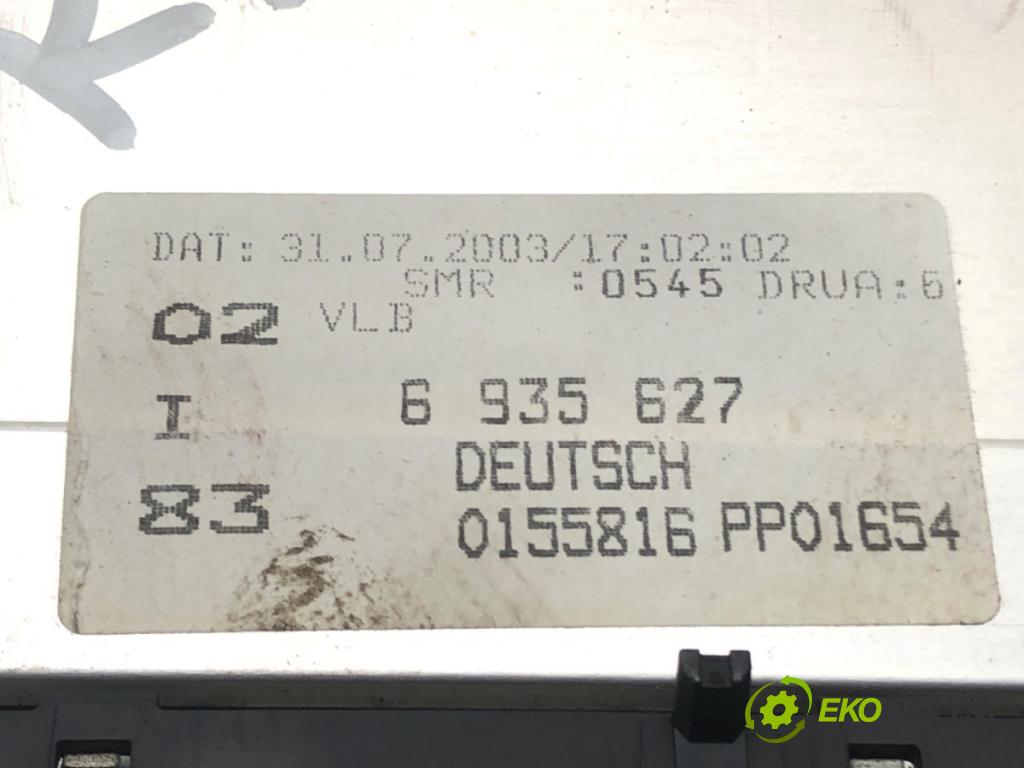 DAT: 31.07.2003/17:02:02
SMR :0545 DRUA:6
02 VLB
I 6 935 627
DEUTSCH
83 0155816 PP01654
EKO